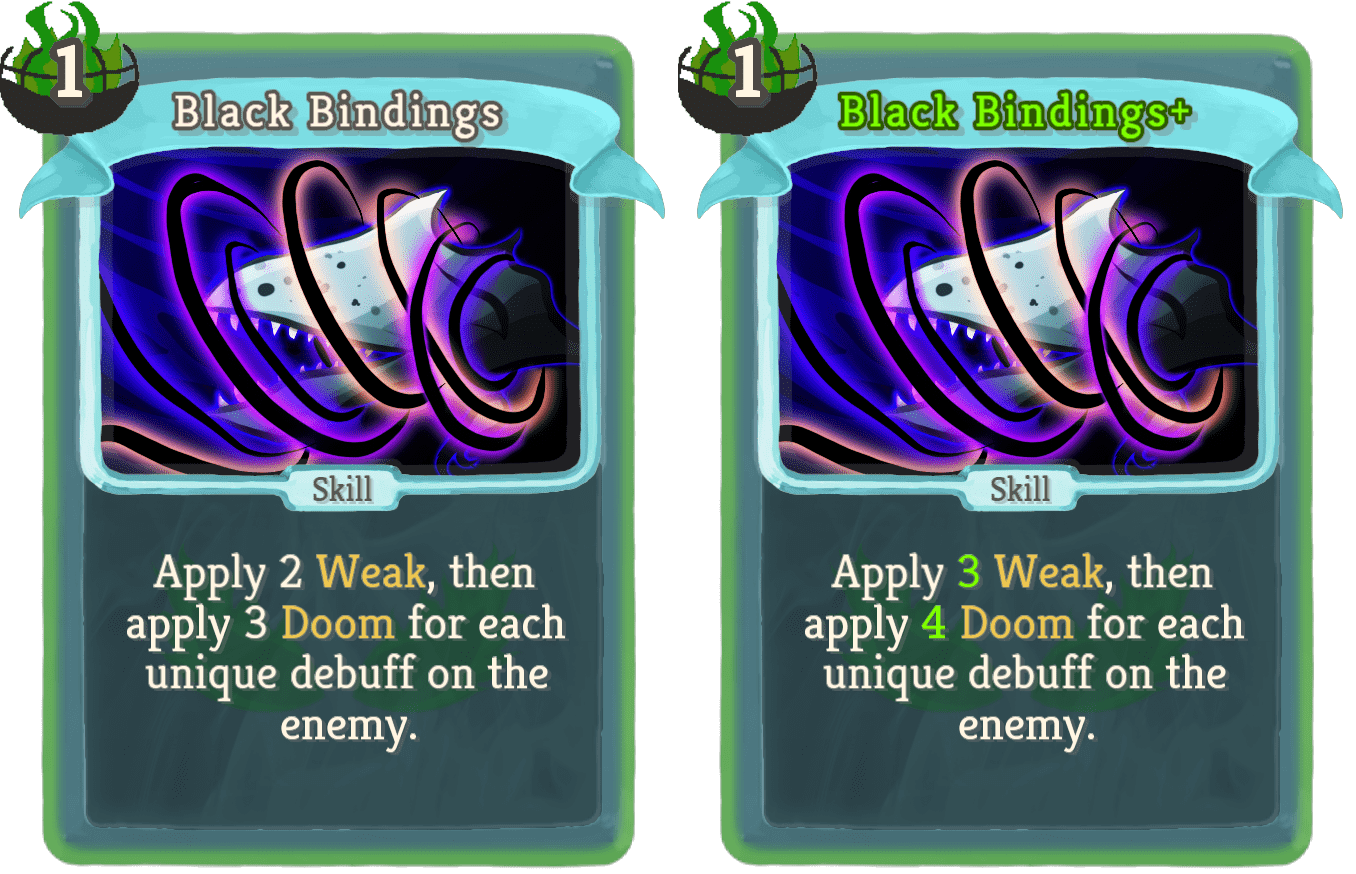 1
Black Bindings
Skill
Apply 2 Weak, then
apply 3 Doom for each
unique debuff on the
enemy.
1
Black Bindings+
Skill
Apply 3 Weak, then
apply 4 Doom for each
unique debuff on the
enemy.